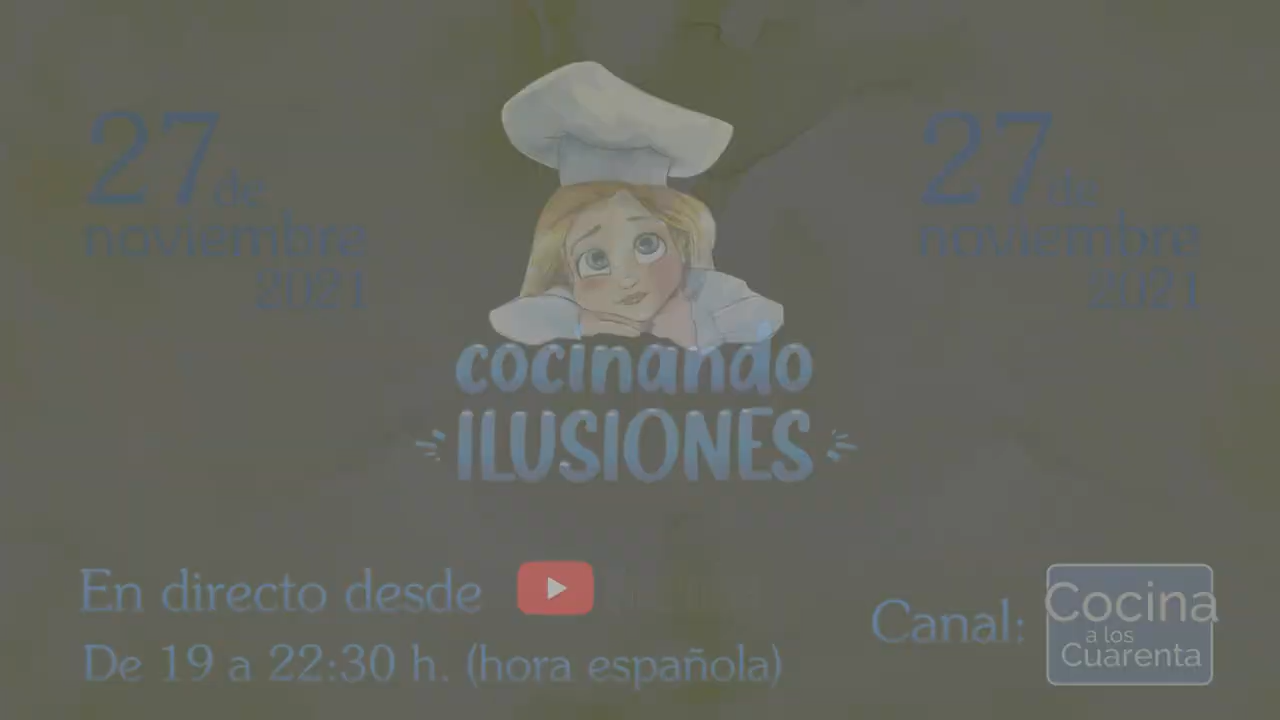 27 de
noviembre
2021
27 de
noviembre
2021
cocinando
ILUSIONES
En directo desde
De 19 a 22:30 h. (hora española)
Canal:
Cocina
a los
Cuarenta